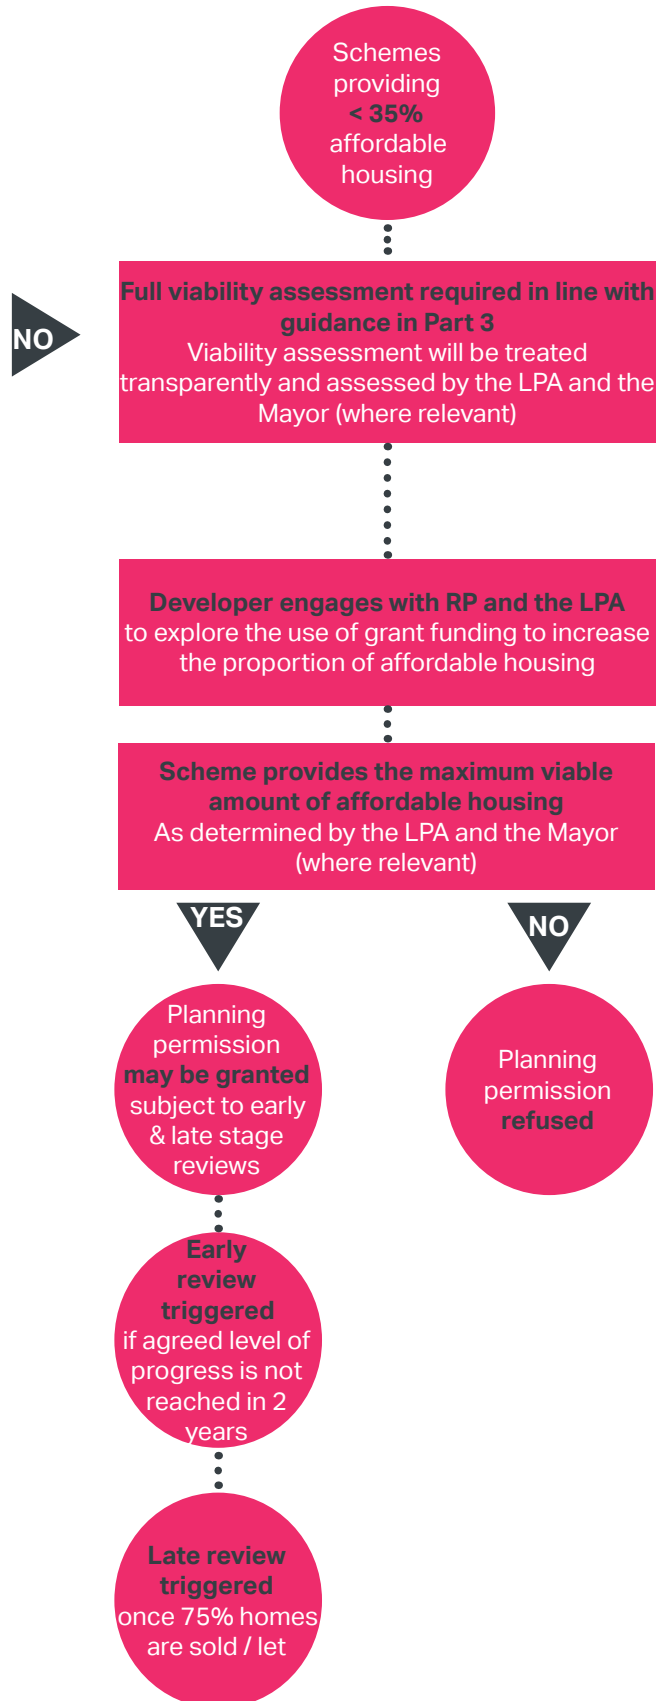 Schemes
providing
< 35%
affordable
housing
NO
Full viability assessment required in line with
guidance in Part 3
Viability assessment will be treated
transparently and assessed by the LPA and the
Mayor (where relevant)
Developer engages with RP and the LPA
to explore the use of grant funding to increase
the proportion of affordable housing
Scheme provides the maximum viable
amount of affordable housing
As determined by the LPA and the Mayor
(where relevant)
YES
NO
Planning
permission
may be granted
subject to early
& late stage
reviews
Planning
permission
refused
Early
review
triggered
if agreed level of
progress is not
reached in 2
years
Late review
triggered
once 75% homes
are sold / let